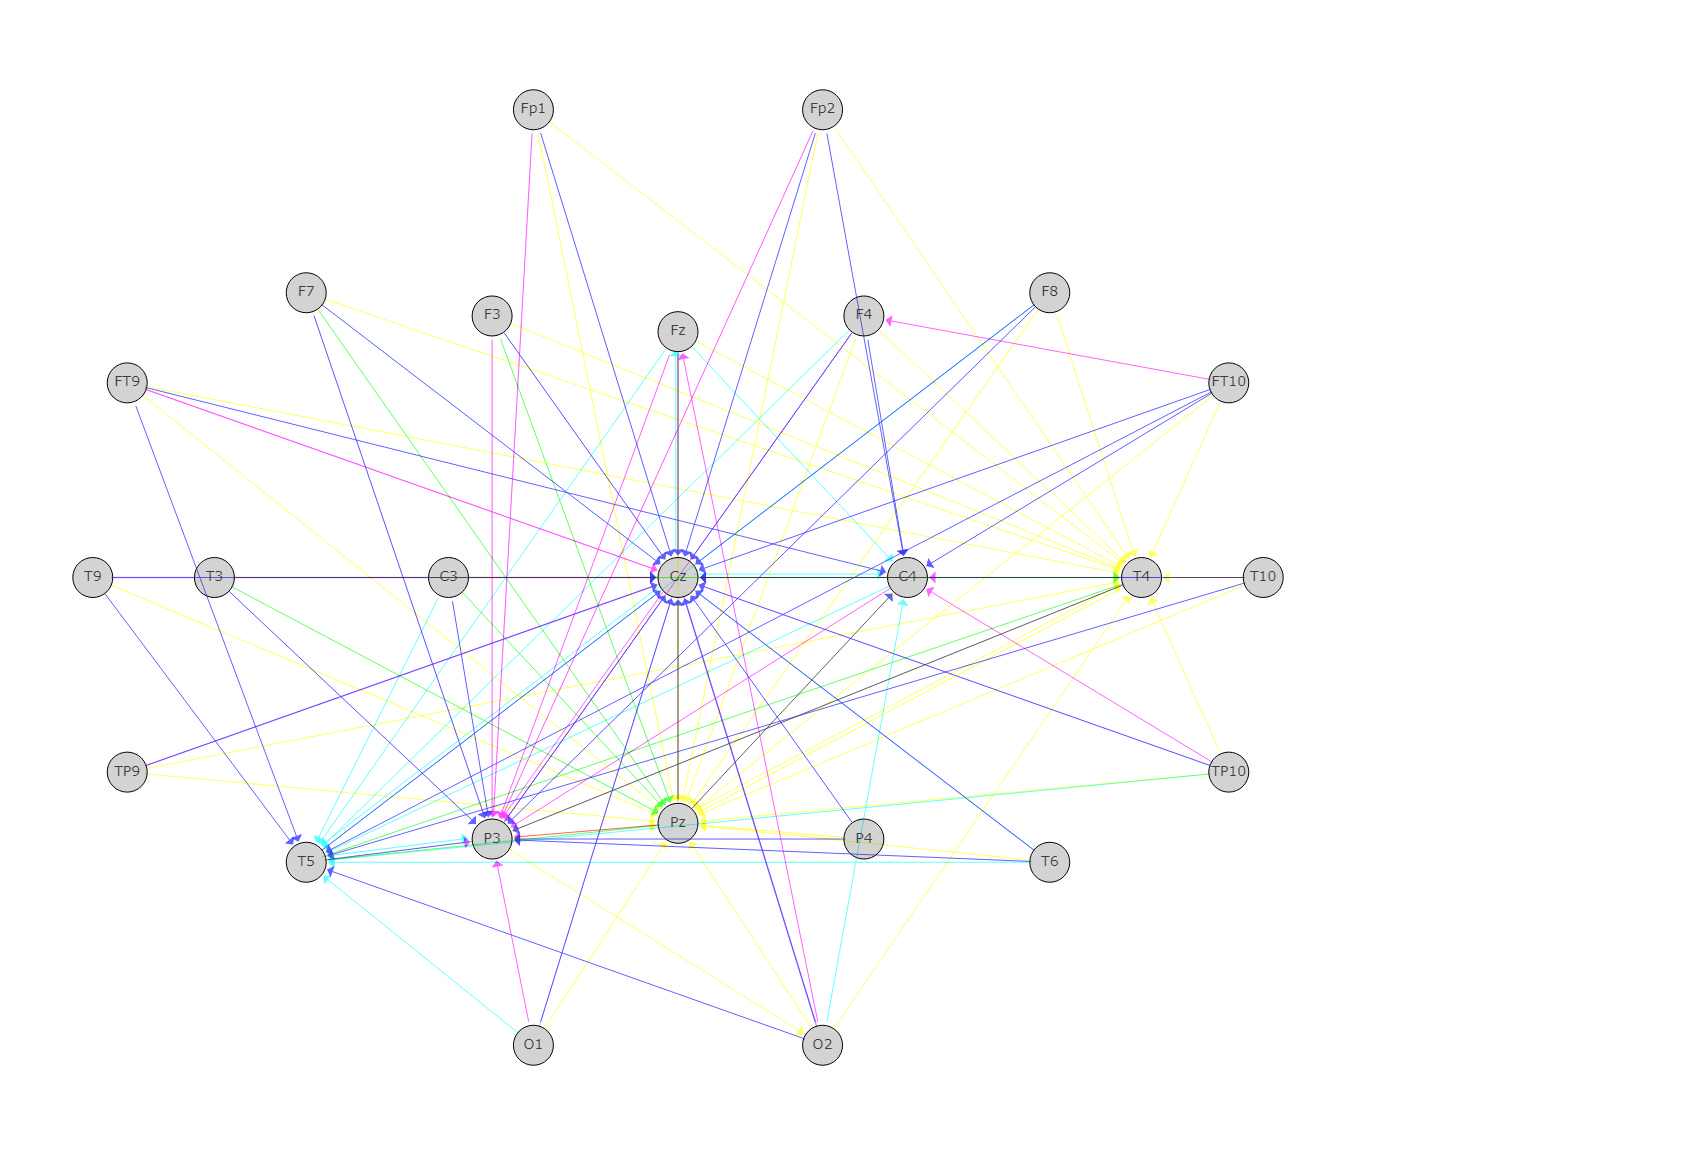 Fp1 Fp2
F7 F3 Fz F4 F8
FT9 FT10
T9 T3 C3 Cz C4 T4 T10
TP9 TP10
T5 P3 Pz P4 T6
O1 O2